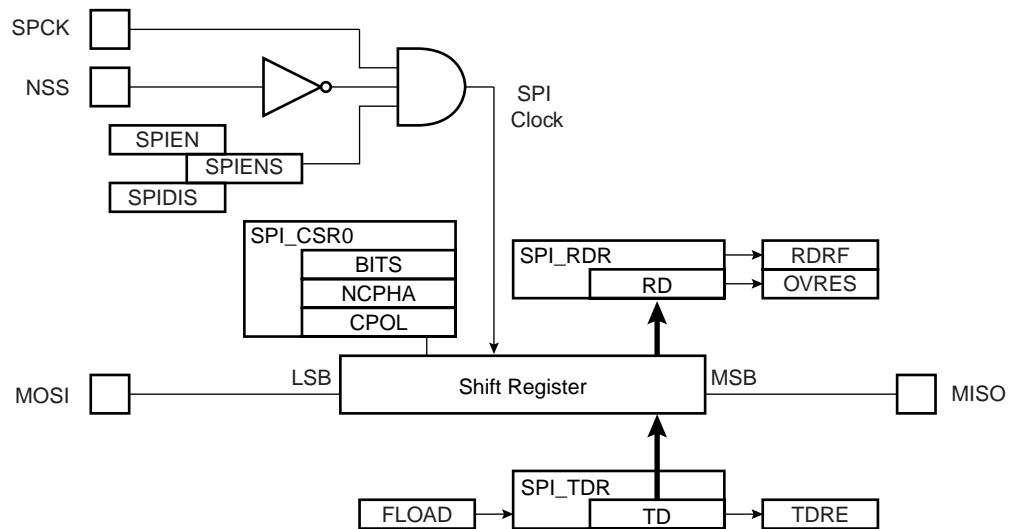 SPCK
NSS
SPI
Clock
SPIEN
SPIENS
SPIDIS
SPI_CSR0
BITS
NCPHA
CPOL
SPI_RDR
RD
RDRF
OVRES
MOSI
LSB
Shift Register
MSB
MISO
SPI_TDR
FLOAD
TD
TDRE